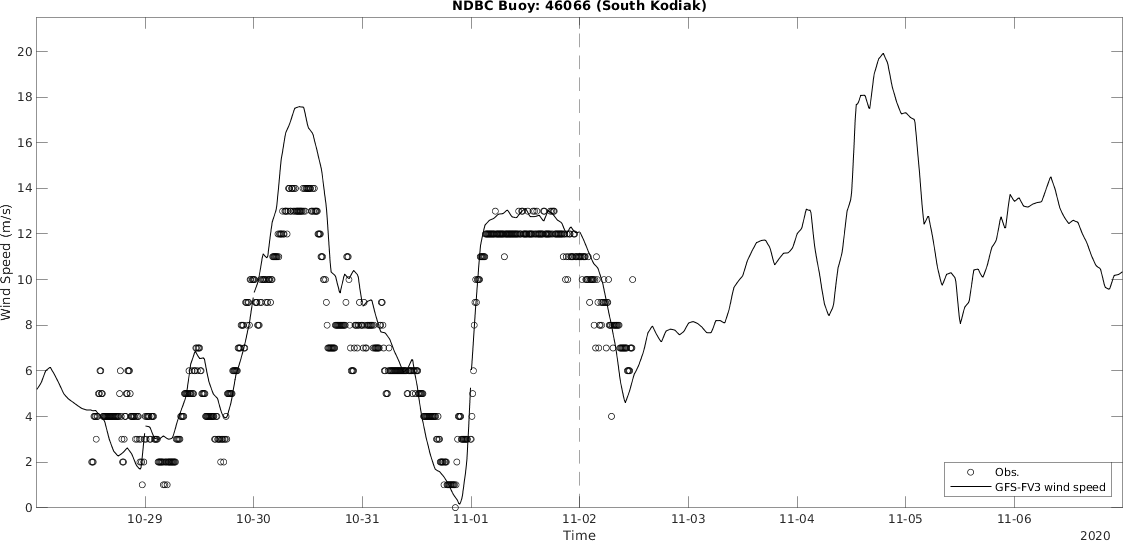 NDBC Buoy: 46066 (South Kodiak)
20
18
16
14
12
10
8
6
4
2
0
Wind Speed (m/s)
Obs.
GFS-FV3 wind speed
10-29 10-30 10-31 11-01 11-02 11-03 11-04 11-05 11-06
Time
2020